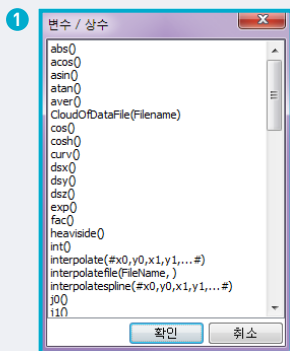 1
변수 / 상수
abs()
acos()
asin()
atan()
aver()
CloudOfDataFile(Filename)
cos()
cosh()
curv()
dsx()
dsy()
dsz()
exp()
fac()
heaviside()
int()
interpolate(#x0,y0,x1,y1,...#)
interpolatefile(FileName, )
interpolatespline(#x0,y0,x1,y1,...#)
j0()
j1()
확인 취소